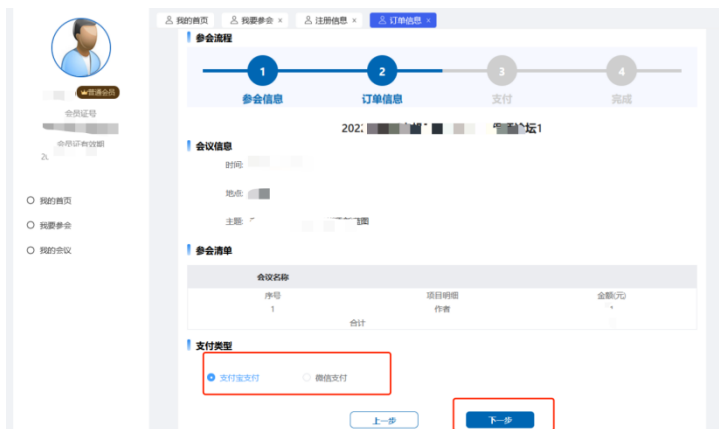 我的首页 我要参会 × 注册信息 × 订单信息 ×
参会流程
1 2 3 4
参会信息 订单信息 支付 完成
普通会员
会员证号
会员证有效期
202 坛1
会议信息
时间:
地点:
主题:
我的首页
我要参会
我的会议
参会清单
会议名称
序号 项目明细 金额(元)
1 作者
合计
支付类型
支付宝支付 微信支付
上一步 下一步